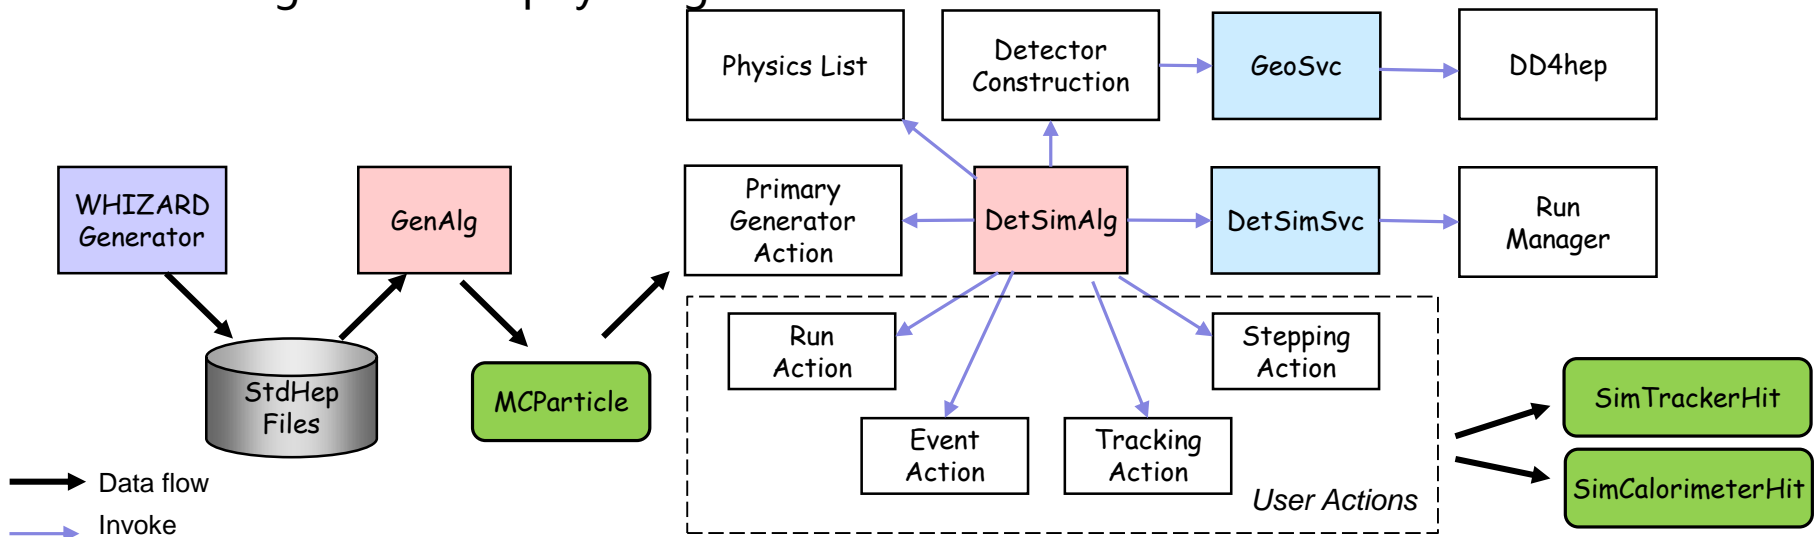 Physics List
Detector
Construction
GeoSvc
DD4hep
WHIZARD
Generator
GenAlg
Primary
Generator
Action
DetSimAlg
DetSimSvc
Run
Manager
StdHep
Files
MCParticle
Run
Action
Stepping
Action
Event
Action
Tracking
Action
User Actions
SimTrackerHit
SimCalorimeterHit
Data flow
Invoke